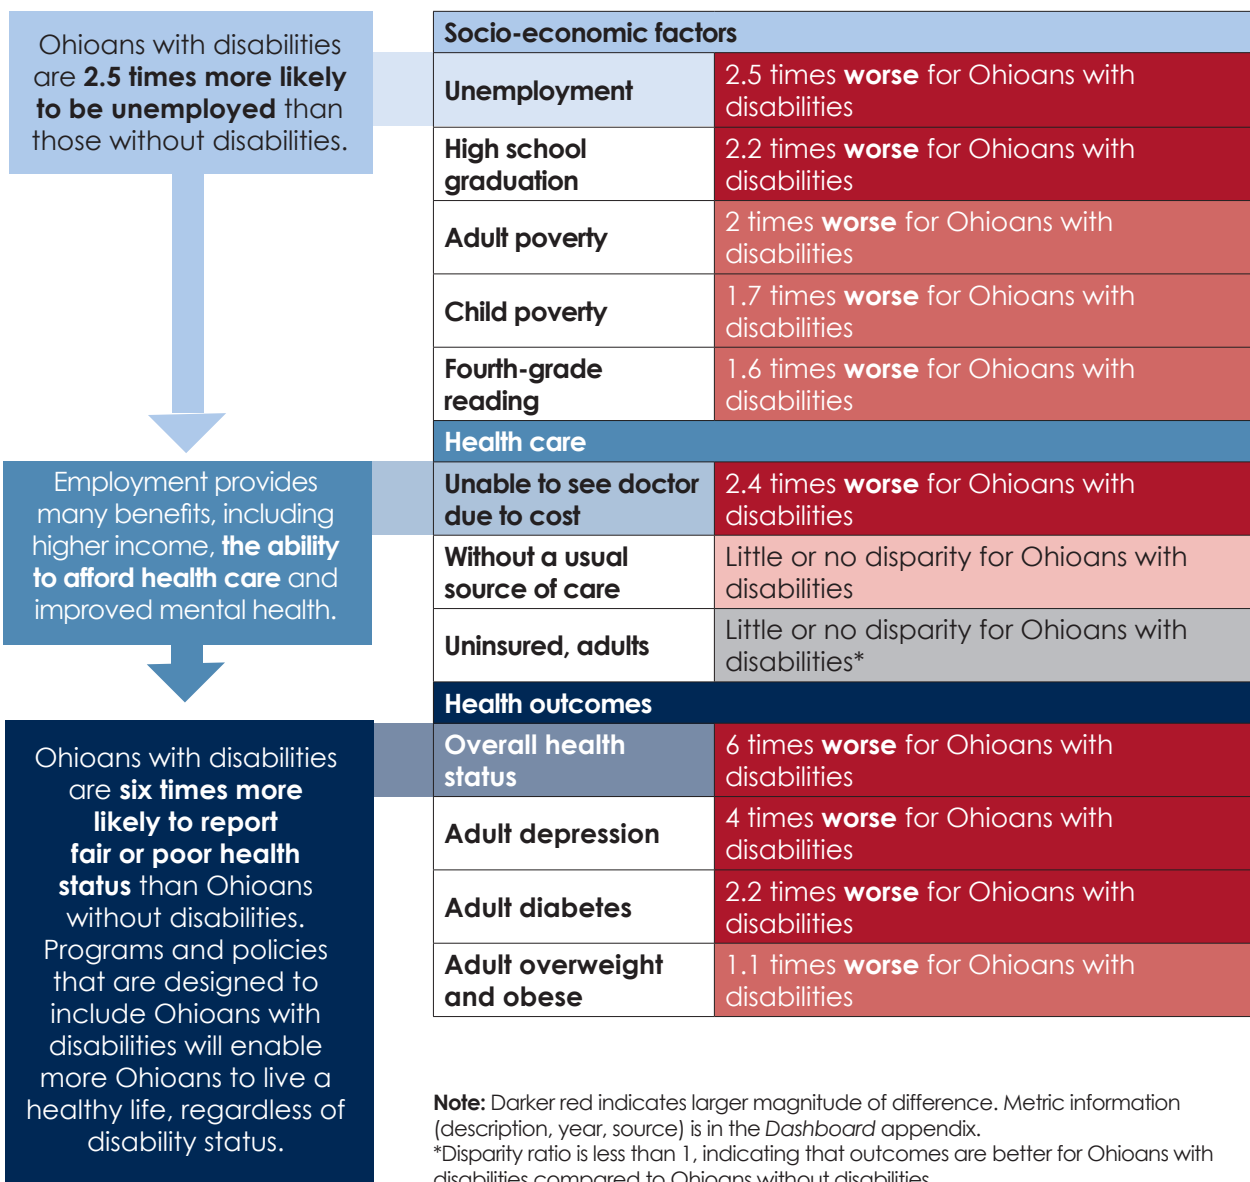 Ohioans with disabilities
are 2.5 times more likely
to be unemployed than
those without disabilities.
Employment provides
many benefits, including
higher income, the ability
to afford health care and
improved mental health.
Ohioans with disabilities
are six times more
likely to report
fair or poor health
status than Ohioans
without disabilities.
Programs and policies
that are designed to
include Ohioans with
disabilities will enable
more Ohioans to live a
healthy life, regardless of
disability status.
Socio-economic factors
Unemployment
2.5 times worse for Ohioans with
disabilities
High school
graduation
2.2 times worse for Ohioans with
disabilities
Adult poverty
2 times worse for Ohioans with
disabilities
Child poverty
1.7 times worse for Ohioans with
disabilities
Fourth-grade
reading
1.6 times worse for Ohioans with
disabilities
Health care
Unable to see doctor
due to cost
2.4 times worse for Ohioans with
disabilities
Without a usual
source of care
Little or no disparity for Ohioans with
disabilities
Uninsured, adults
Little or no disparity for Ohioans with
disabilities*
Health outcomes
Overall health
status
6 times worse for Ohioans with
disabilities
Adult depression
4 times worse for Ohioans with
disabilities
Adult diabetes
2.2 times worse for Ohioans with
disabilities
Adult overweight
and obese
1.1 times worse for Ohioans with
disabilities
Note: Darker red indicates larger magnitude of difference. Metric information
(description, year, source) is in the Dashboard appendix.
*Disparity ratio is less than 1, indicating that outcomes are better for Ohioans with
disabilities compared to Ohioans without disabilities